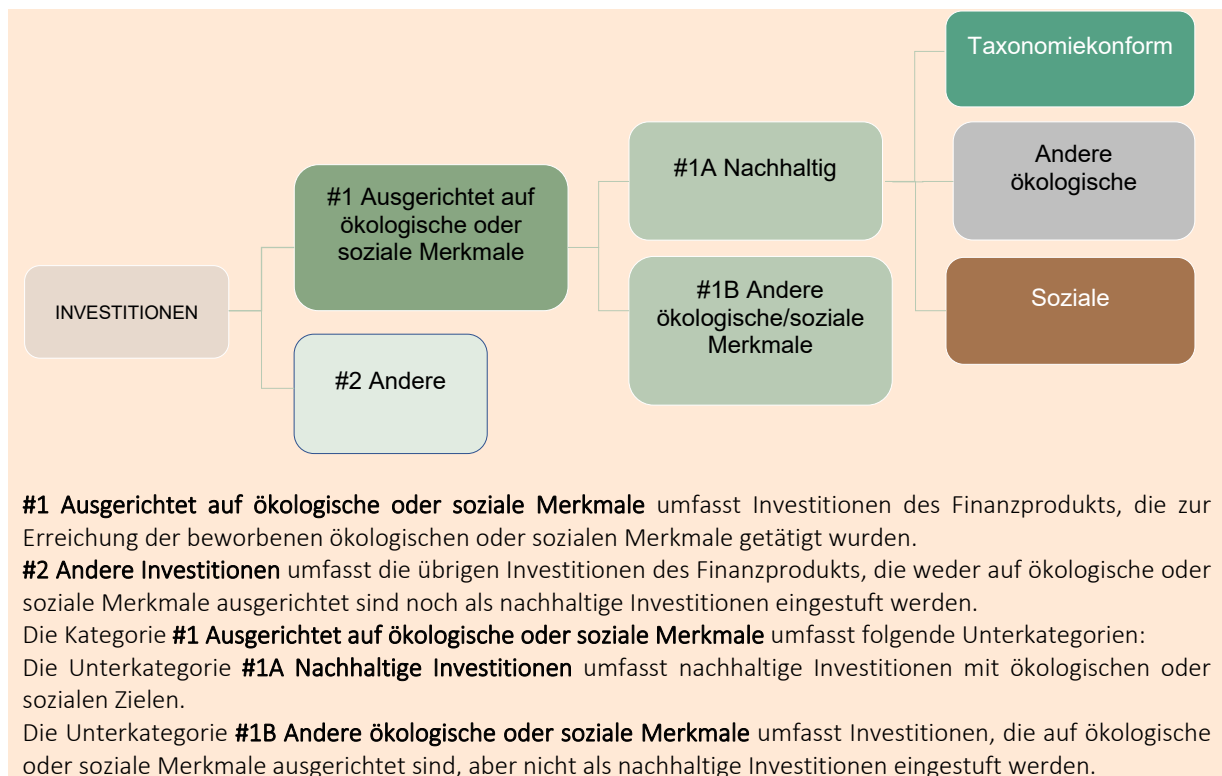 Taxonomiekonform
Andere
ökologische
#1A Nachhaltig
#1 Ausgerichtet auf
ökologische oder
soziale Merkmale
Soziale
#1B Andere
ökologische/soziale
Merkmale
INVESTITIONEN
#2 Andere
#1 Ausgerichtet auf ökologische oder soziale Merkmale umfasst Investitionen des Finanzprodukts, die zur
Erreichung der beworbenen ökologischen oder sozialen Merkmale getätigt wurden.
#2 Andere Investitionen umfasst die übrigen Investitionen des Finanzprodukts, die weder auf ökologische oder
soziale Merkmale ausgerichtet sind noch als nachhaltige Investitionen eingestuft werden.
Die Kategorie #1 Ausgerichtet auf ökologische oder soziale Merkmale umfasst folgende Unterkategorien:
Die Unterkategorie #1A Nachhaltige Investitionen umfasst nachhaltige Investitionen mit ökologischen oder
sozialen Zielen.
Die Unterkategorie #1B Andere ökologische oder soziale Merkmale umfasst Investitionen, die auf ökologische
oder soziale Merkmale ausgerichtet sind, aber nicht als nachhaltige Investitionen eingestuft werden.